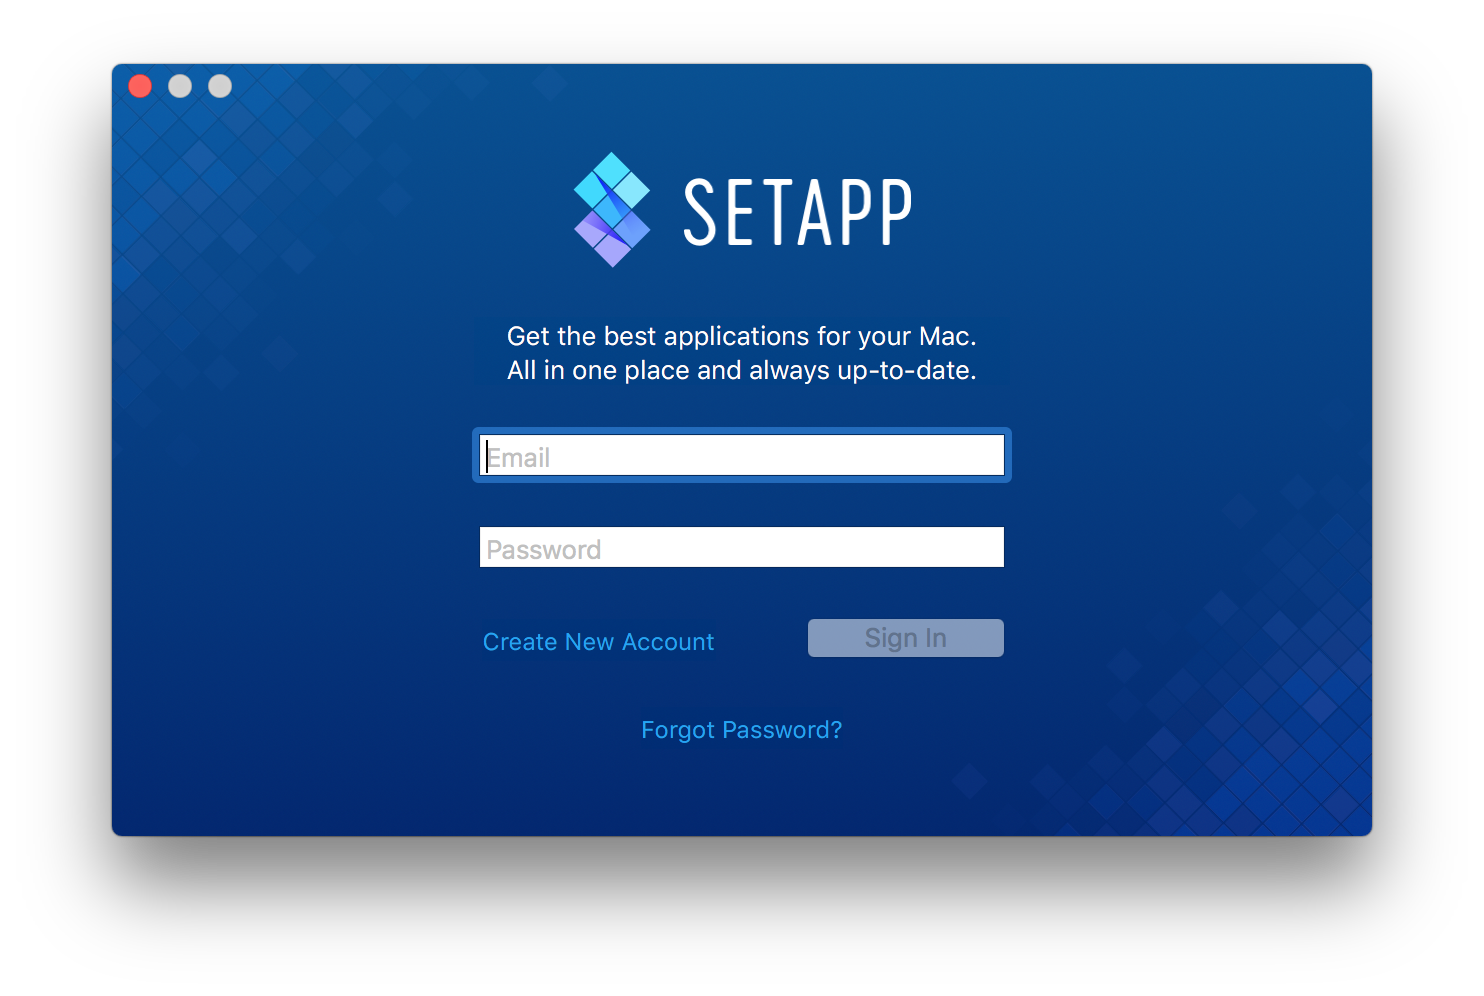 SETAPP
Get the best applications for your Mac.
All in one place and always up-to-date.
Email
Password
Create New Account
Sign In
Forgot Password?